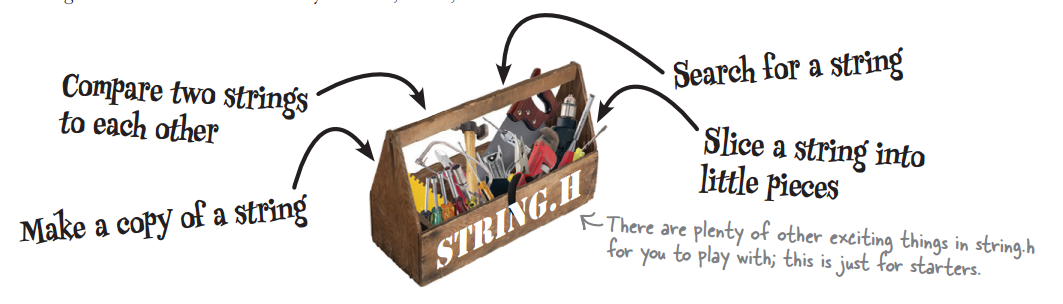 Compare two strings
to each other
Make a copy of a string
Search for a string
Slice a string into
little pieces
STRING.H
There are plenty of other exciting things in string.h
for you to play with; this is just for starters.